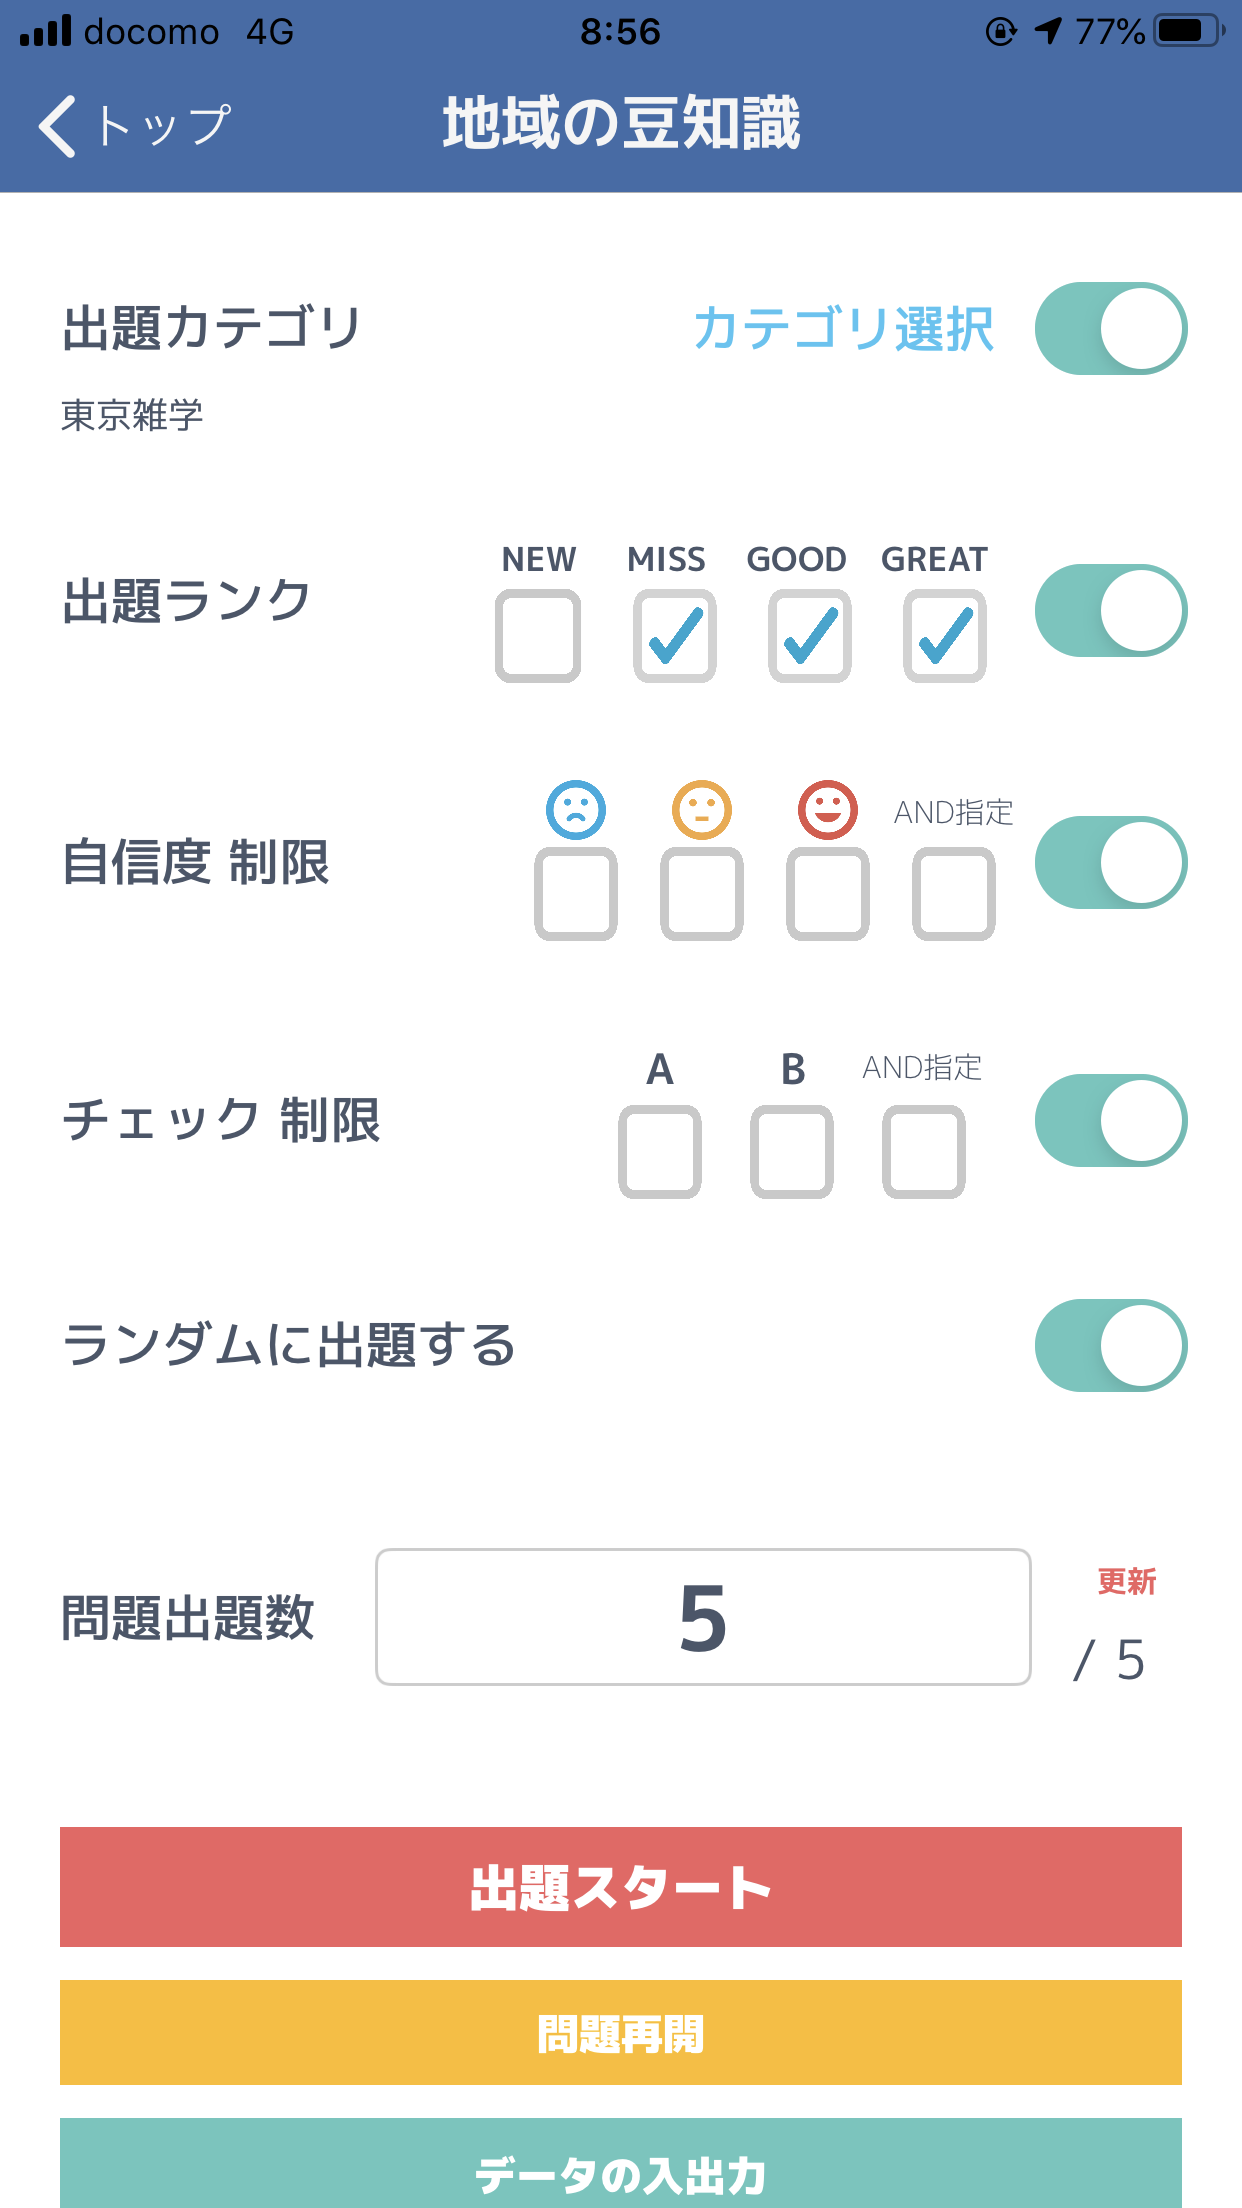 docomo 4G 8:56 77%
トップ 地域の豆知識
出題カテゴリ カテゴリ選択
東京雑学
NEW MISS GOOD GREAT
出題ランク
AND指定
自信度 制限
A B AND指定
チェック 制限
ランダムに出題する
更新
問題出題数 5
/ 5
出題スタート
問題再開
データの入出力